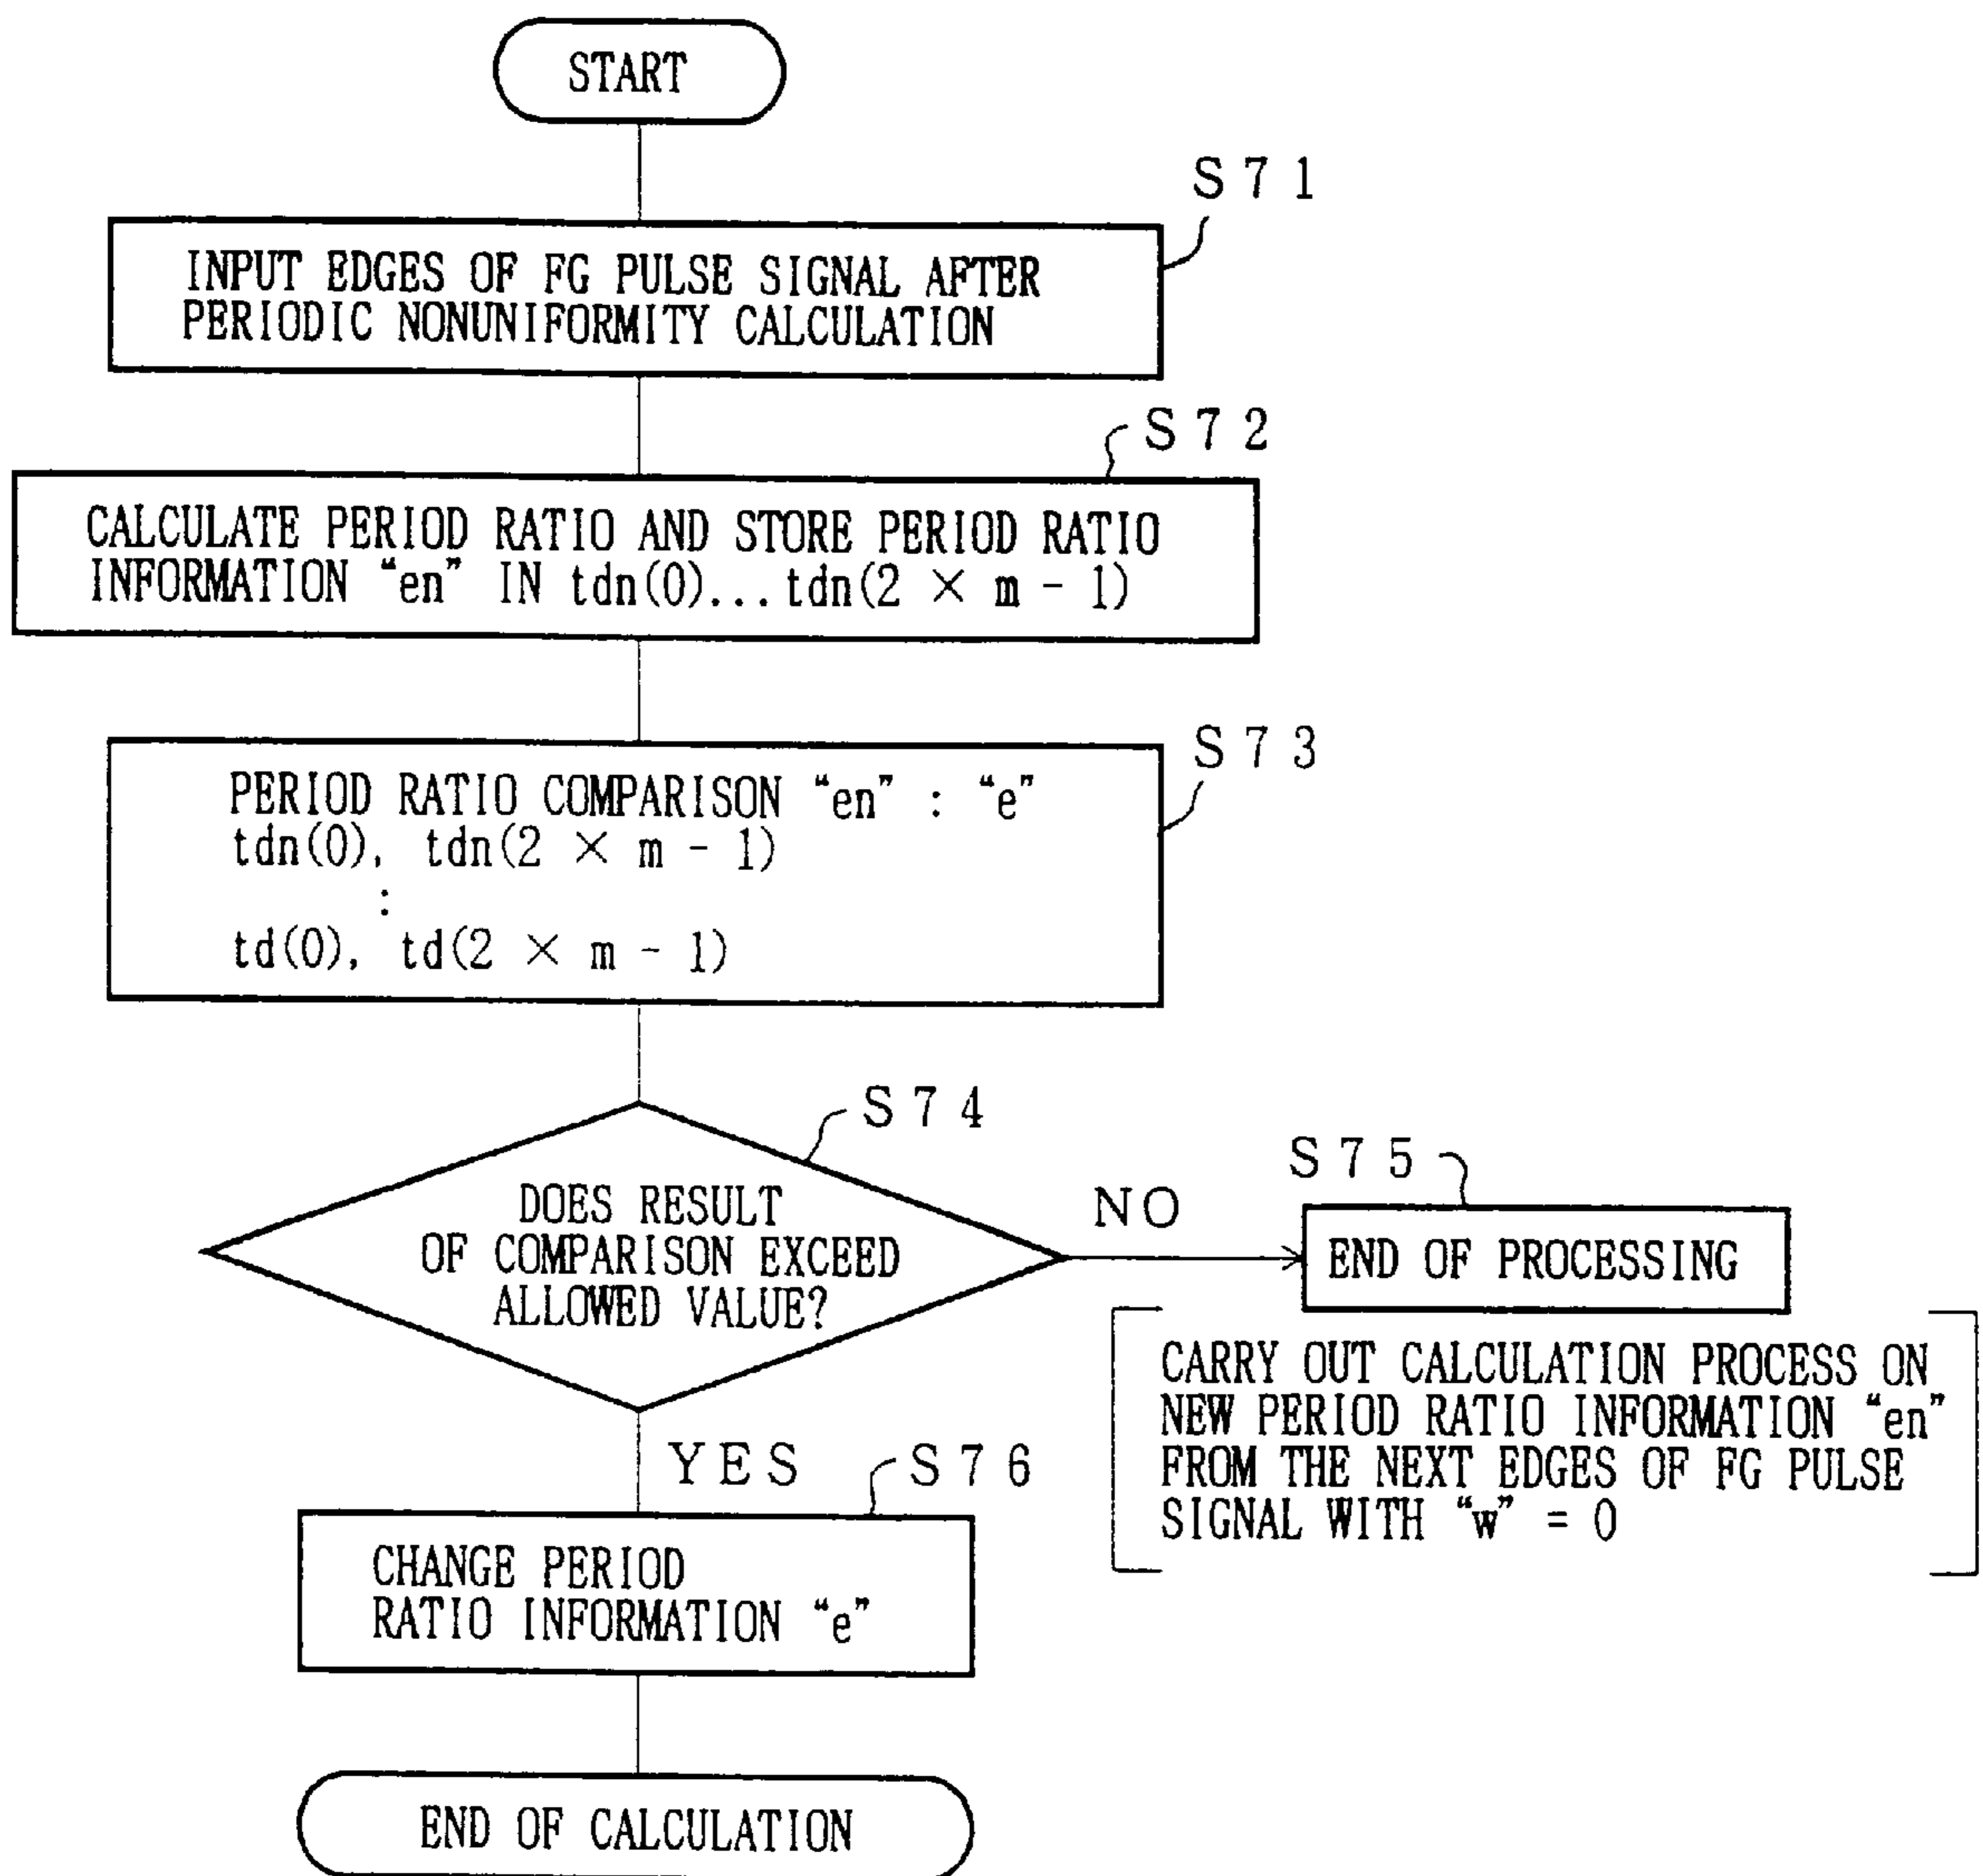 START
S71
INPUT EDGES OF FG PULSE SIGNAL AFTER
PERIODIC NONUNIFORMITY CALCULATION
S72
CALCULATE PERIOD RATIO AND STORE PERIOD RATIO
INFORMATION “en” IN tdn(0)...tdn(2 × m - 1)
S73
PERIOD RATIO COMPARISON “en” : “e”
tdn(0), tdn(2 × m - 1)
:
td(0), td(2 × m - 1)
S74
DOES RESULT
OF COMPARISON EXCEED
ALLOWED VALUE?
NO
S75
END OF PROCESSING
CARRY OUT CALCULATION PROCESS ON
NEW PERIOD RATIO INFORMATION “en”
FROM THE NEXT EDGES OF FG PULSE
SIGNAL WITH “w” = 0
YES
S76
CHANGE PERIOD
RATIO INFORMATION “e”
END OF CALCULATION